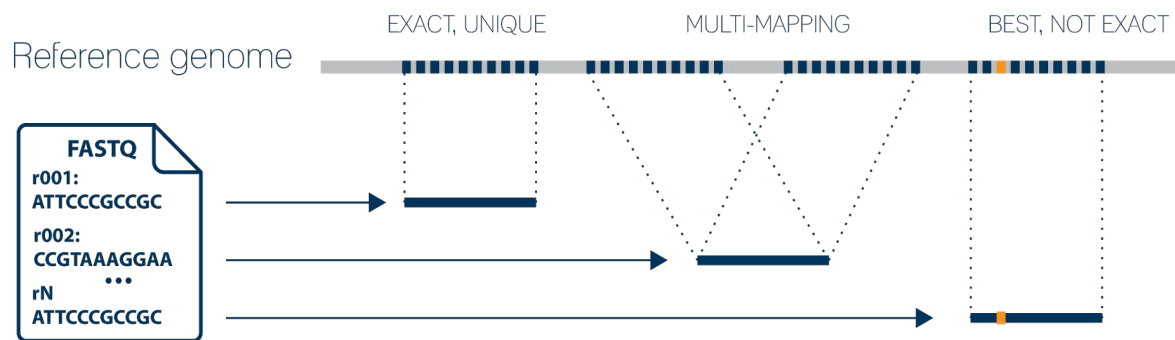 EXACT, UNIQUE
MULTI-MAPPING
BEST, NOT EXACT
Reference genome
FASTQ
r001:
ATTCCCGCCGC
r002:
CCGTAAAGGAA
•••
rN
ATTCCCGCCGC